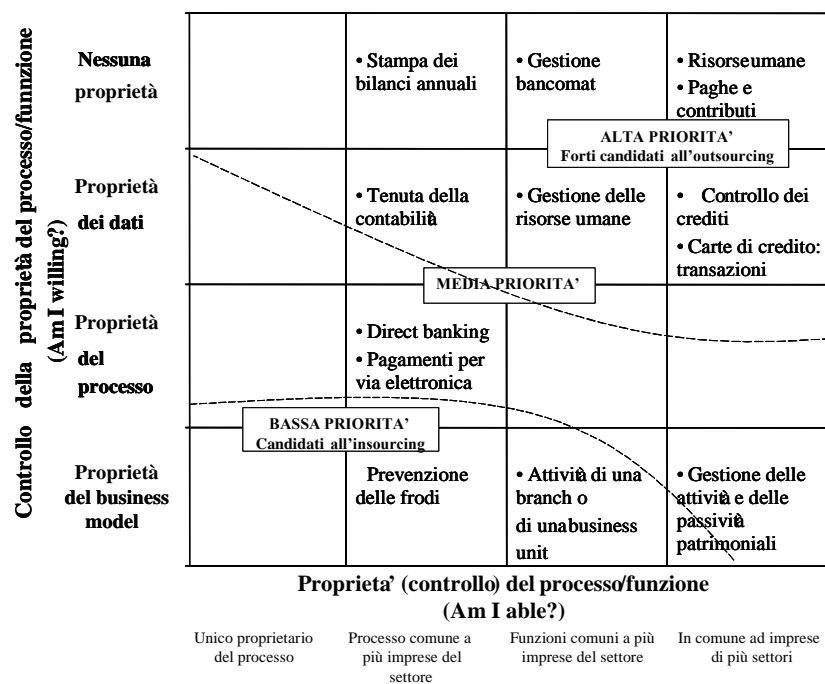 Controllo della proprietà del processo/funnzione
(Am I willing?)
Nessuna
proprietà
• Stampa dei
bilanci annuali
• Gestione
bancomat
• Risorse umane
• Paghe e
contributi
ALTA PRIORITA’
Forti candidati all’outsourcing
Proprietà
dei dati
• Tenuta della
contabilità
• Gestione delle
risorse umane
• Controllo dei
crediti
• Carte di credito:
transazioni
MEDIA PRIORITA’
Proprietà
del
processo
• Direct banking
• Pagamenti per
via elettronica
BASSA PRIORITA’
Candidati all’insourcing
Proprietà
del business
model
Prevenzione
delle frodi
• Attività di una
branch o
di una business
unit
• Gestione delle
attività e delle
passività
patrimoniali
Proprieta’ (controllo) del processo/funzione
(Am I able?)
Unico proprietario
del processo
Processo comune a
più imprese del
settore
Funzioni comuni a più
imprese del settore
In comune ad imprese
di più settori